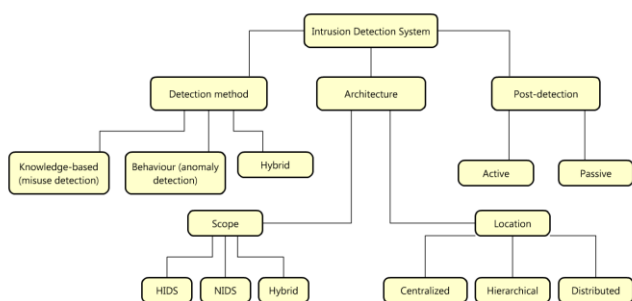 Intrusion Detection System
Detection method
Architecture
Post-detection
Knowledge-based
(misuse detection)
Behaviour (anomaly
detection)
Hybrid
Active
Passive
Scope
Location
HIDS
NIDS
Hybrid
Centralized
Hierarchical
Distributed